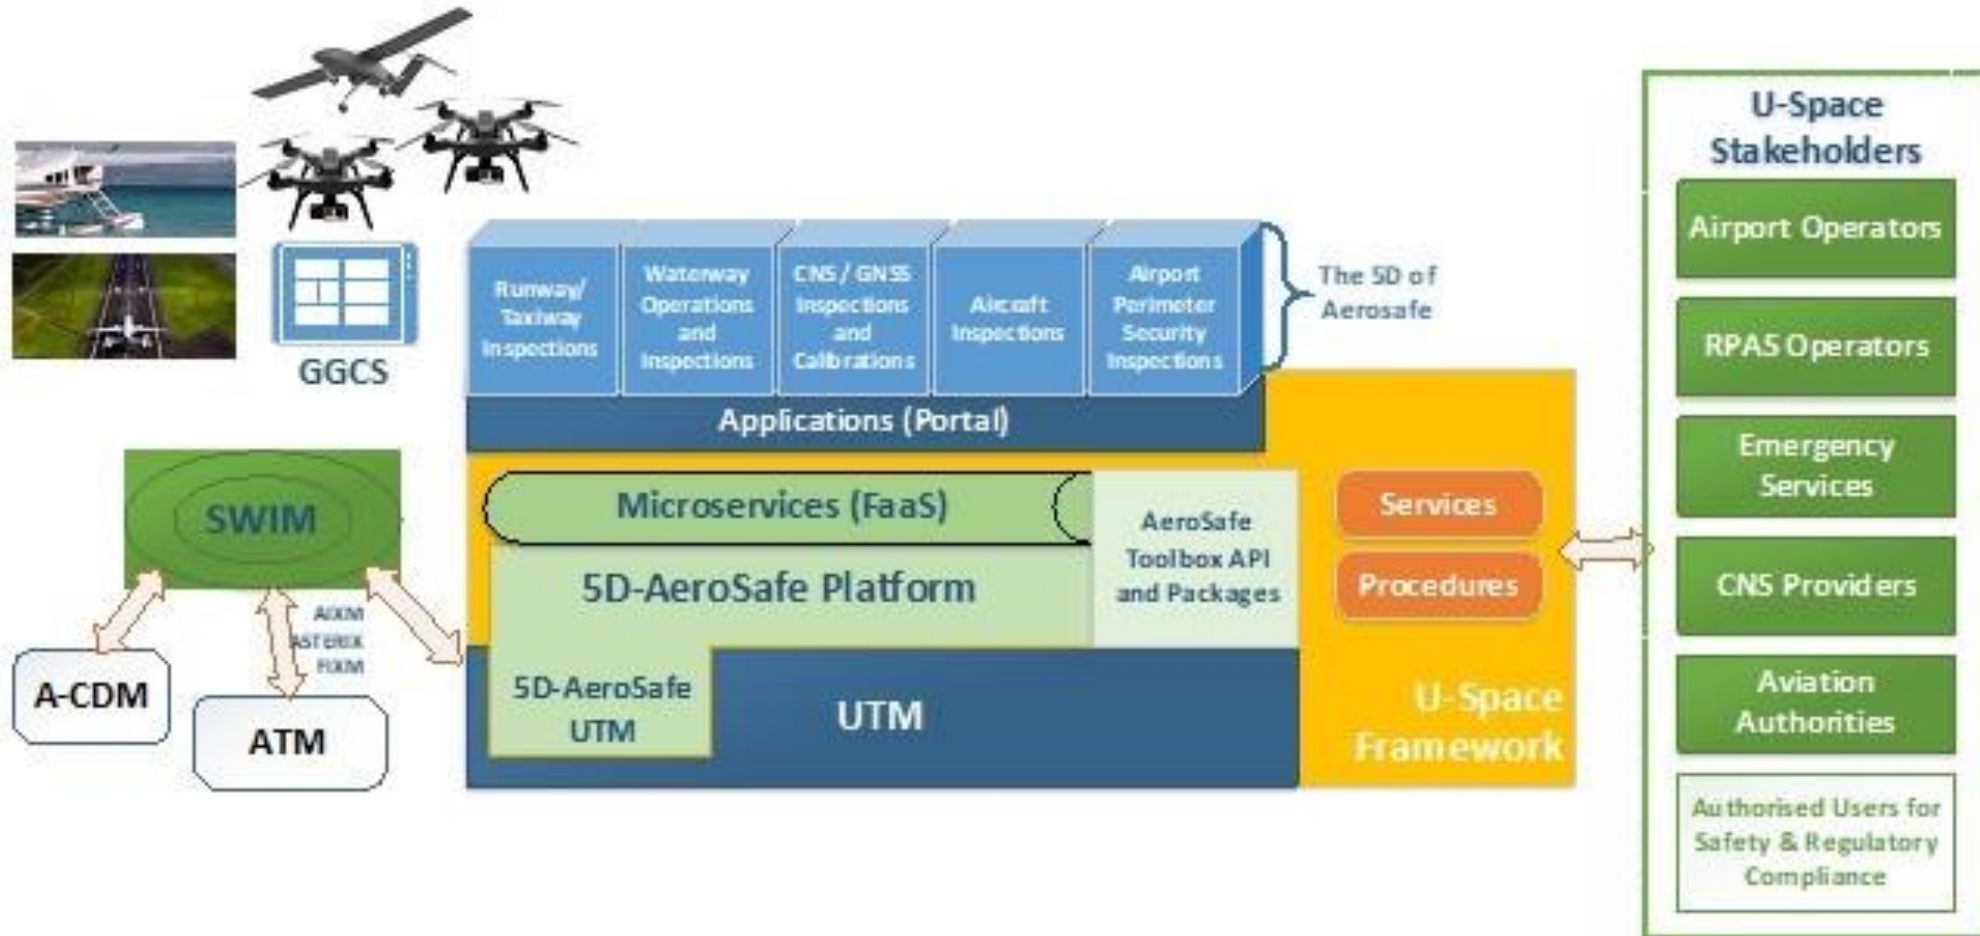 GGCS
Runway/
Taxiway
Inspections
Waterway
Operations
and
Inspections
CNS / GNSS
Inspections
and
Calibrations
Aircraft
Inspections
Airport
Perimeter
Security
Inspections
The 5D of
Aerosafe
Applications (Portal)
SWIM
AIXM
ASTERIX
FIXM
A-CDM
ATM
Microservices (FaaS)
5D-AeroSafe Platform
AeroSafe
Toolbox API
and Packages
5D-AeroSafe
UTM
UTM
Services
Procedures
U-Space
Framework
U-Space
Stakeholders
Airport Operators
RPAS Operators
Emergency
Services
CNS Providers
Aviation
Authorities
Authorised Users for
Safety & Regulatory
Compliance